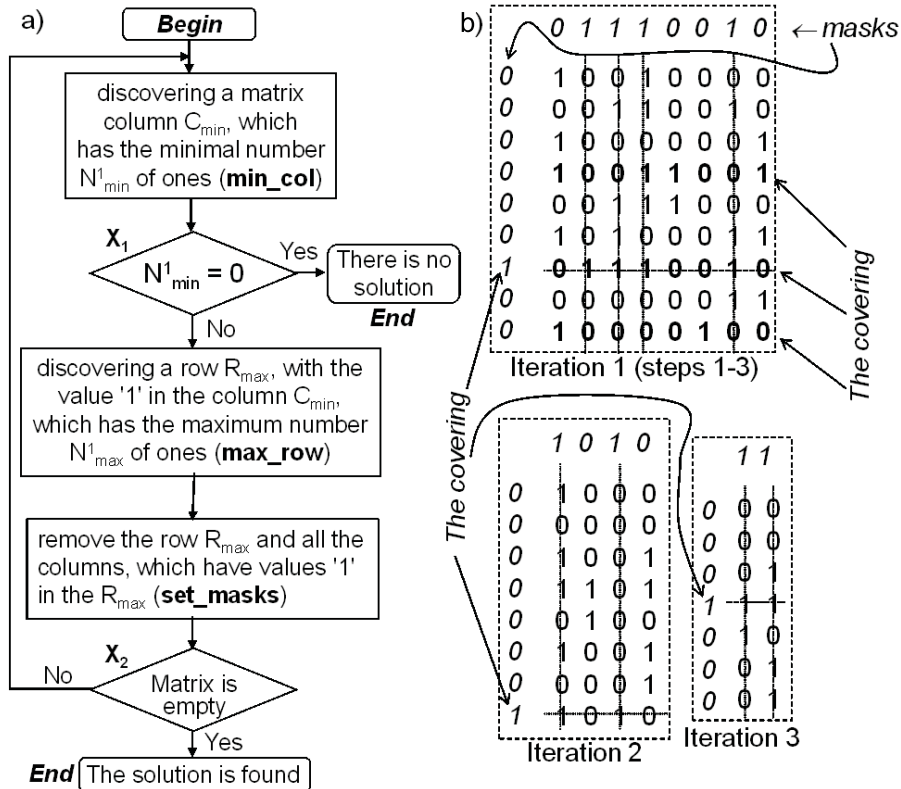 a)
Begin
discovering a matrix
column Cmin, which
has the minimal number
N¹min of ones (min_col)
X₁
N¹min = 0
Yes
There is no
solution
End
No
discovering a row Rmax, with the
value '1' in the column Cmin,
which has the maximum number
N¹max of ones (max_row)
remove the row Rmax and all the
columns, which have values '1'
in the Rmax (set_masks)
X₂
No
Matrix is
empty
Yes
End The solution is found
b)
0 1 1 1 0 0 1 0 ←masks
0 1 0 0 1 0 0 0 0
0 0 0 1 1 0 0 1 0
0 1 0 0 0 0 0 0 1
0 1 0 0 1 1 0 0 1
0 0 0 1 1 1 0 0 0
0 1 0 1 0 0 0 1 1
1 0 1 1 1 0 0 1 0
0 0 0 0 0 0 0 1 1
0 1 0 0 0 0 1 0 0
Iteration 1 (steps 1-3)
The covering
The covering
1 0 1 0
0 1 0 0 0
0 0 0 0 0
0 1 0 0 1
0 1 1 0 1
0 0 1 0 0
0 1 0 0 1
0 0 0 0 1
1 1 0 1 0
Iteration 2
1 1
0 0 0
0 0 0
0 0 1
1 1 1
0 1 0
0 0 1
0 0 1
Iteration 3